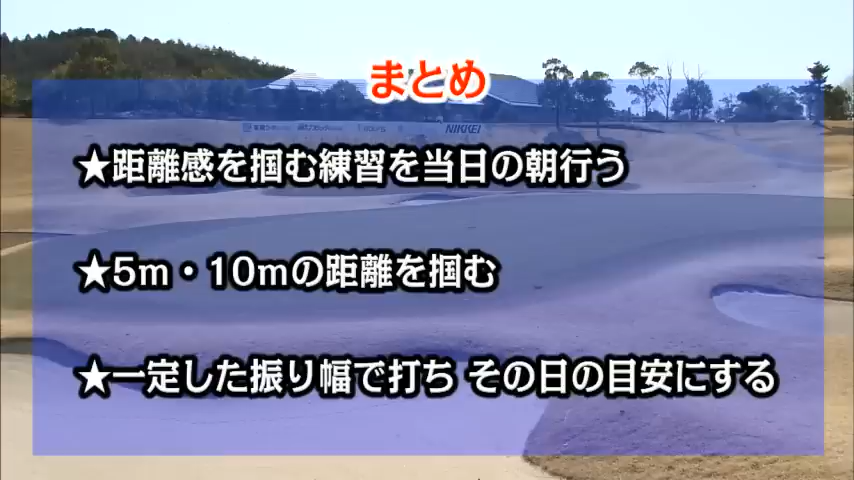 まとめ
NIKKEI
★距離感を掴む練習を当日の朝行う
★5m・10mの距離を掴む
★一定した振り幅で打ち その日の目安にする